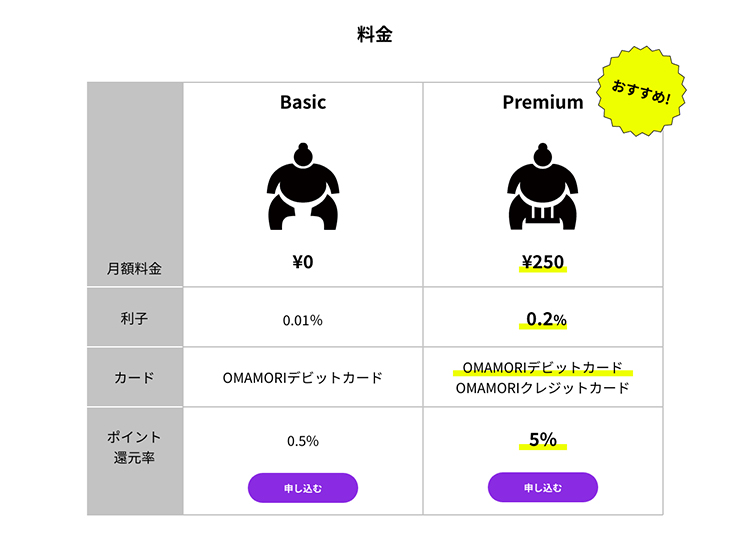 料金
おすすめ!
Basic
Premium
月額料金
¥0
¥250
利子
0.01%
0.2%
カード
OMAMORIデビットカード
OMAMORIデビットカード
OMAMORIクレジットカード
ポイント
還元率
0.5%
5%
申し込む
申し込む